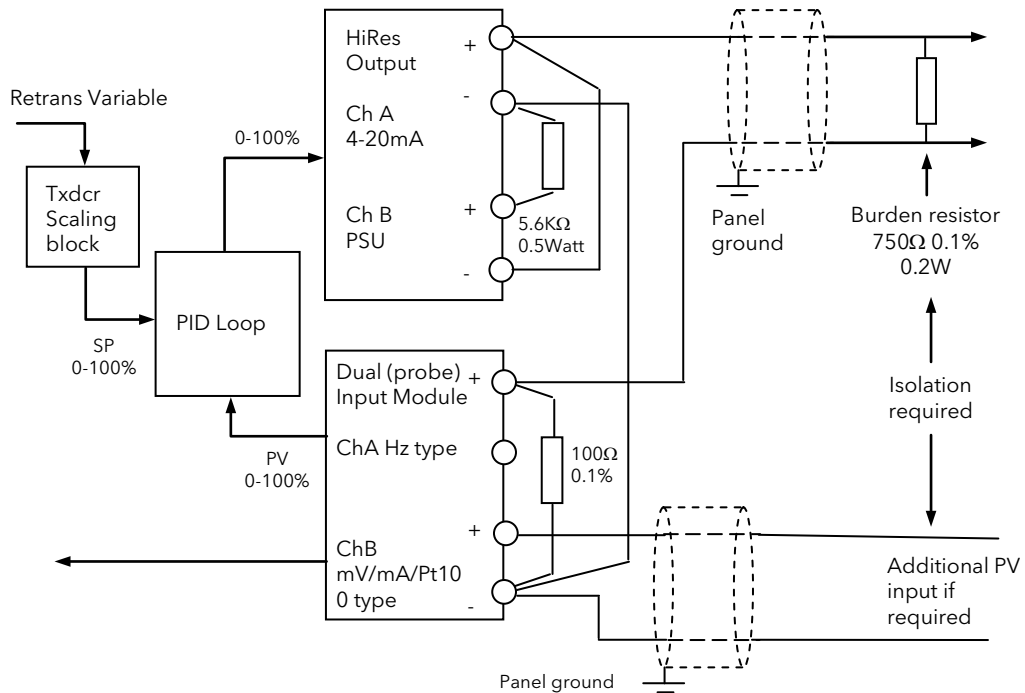 HiRes
Output
+
-
Ch A
4-20mA
+
Ch B
PSU
-
5.6KΩ
0.5Watt
Retrans Variable
0-100%
Txdcr
Scaling
block
PID Loop
SP
0-100%
PV
0-100%
Dual (probe)
Input Module
+
ChA Hz type
100Ω
0.1%
+
ChB
mV/mA/Pt10
0 type
-
Panel
ground
Burden resistor
750Ω 0.1%
0.2W
Isolation
required
Additional PV
input if
required
Panel ground